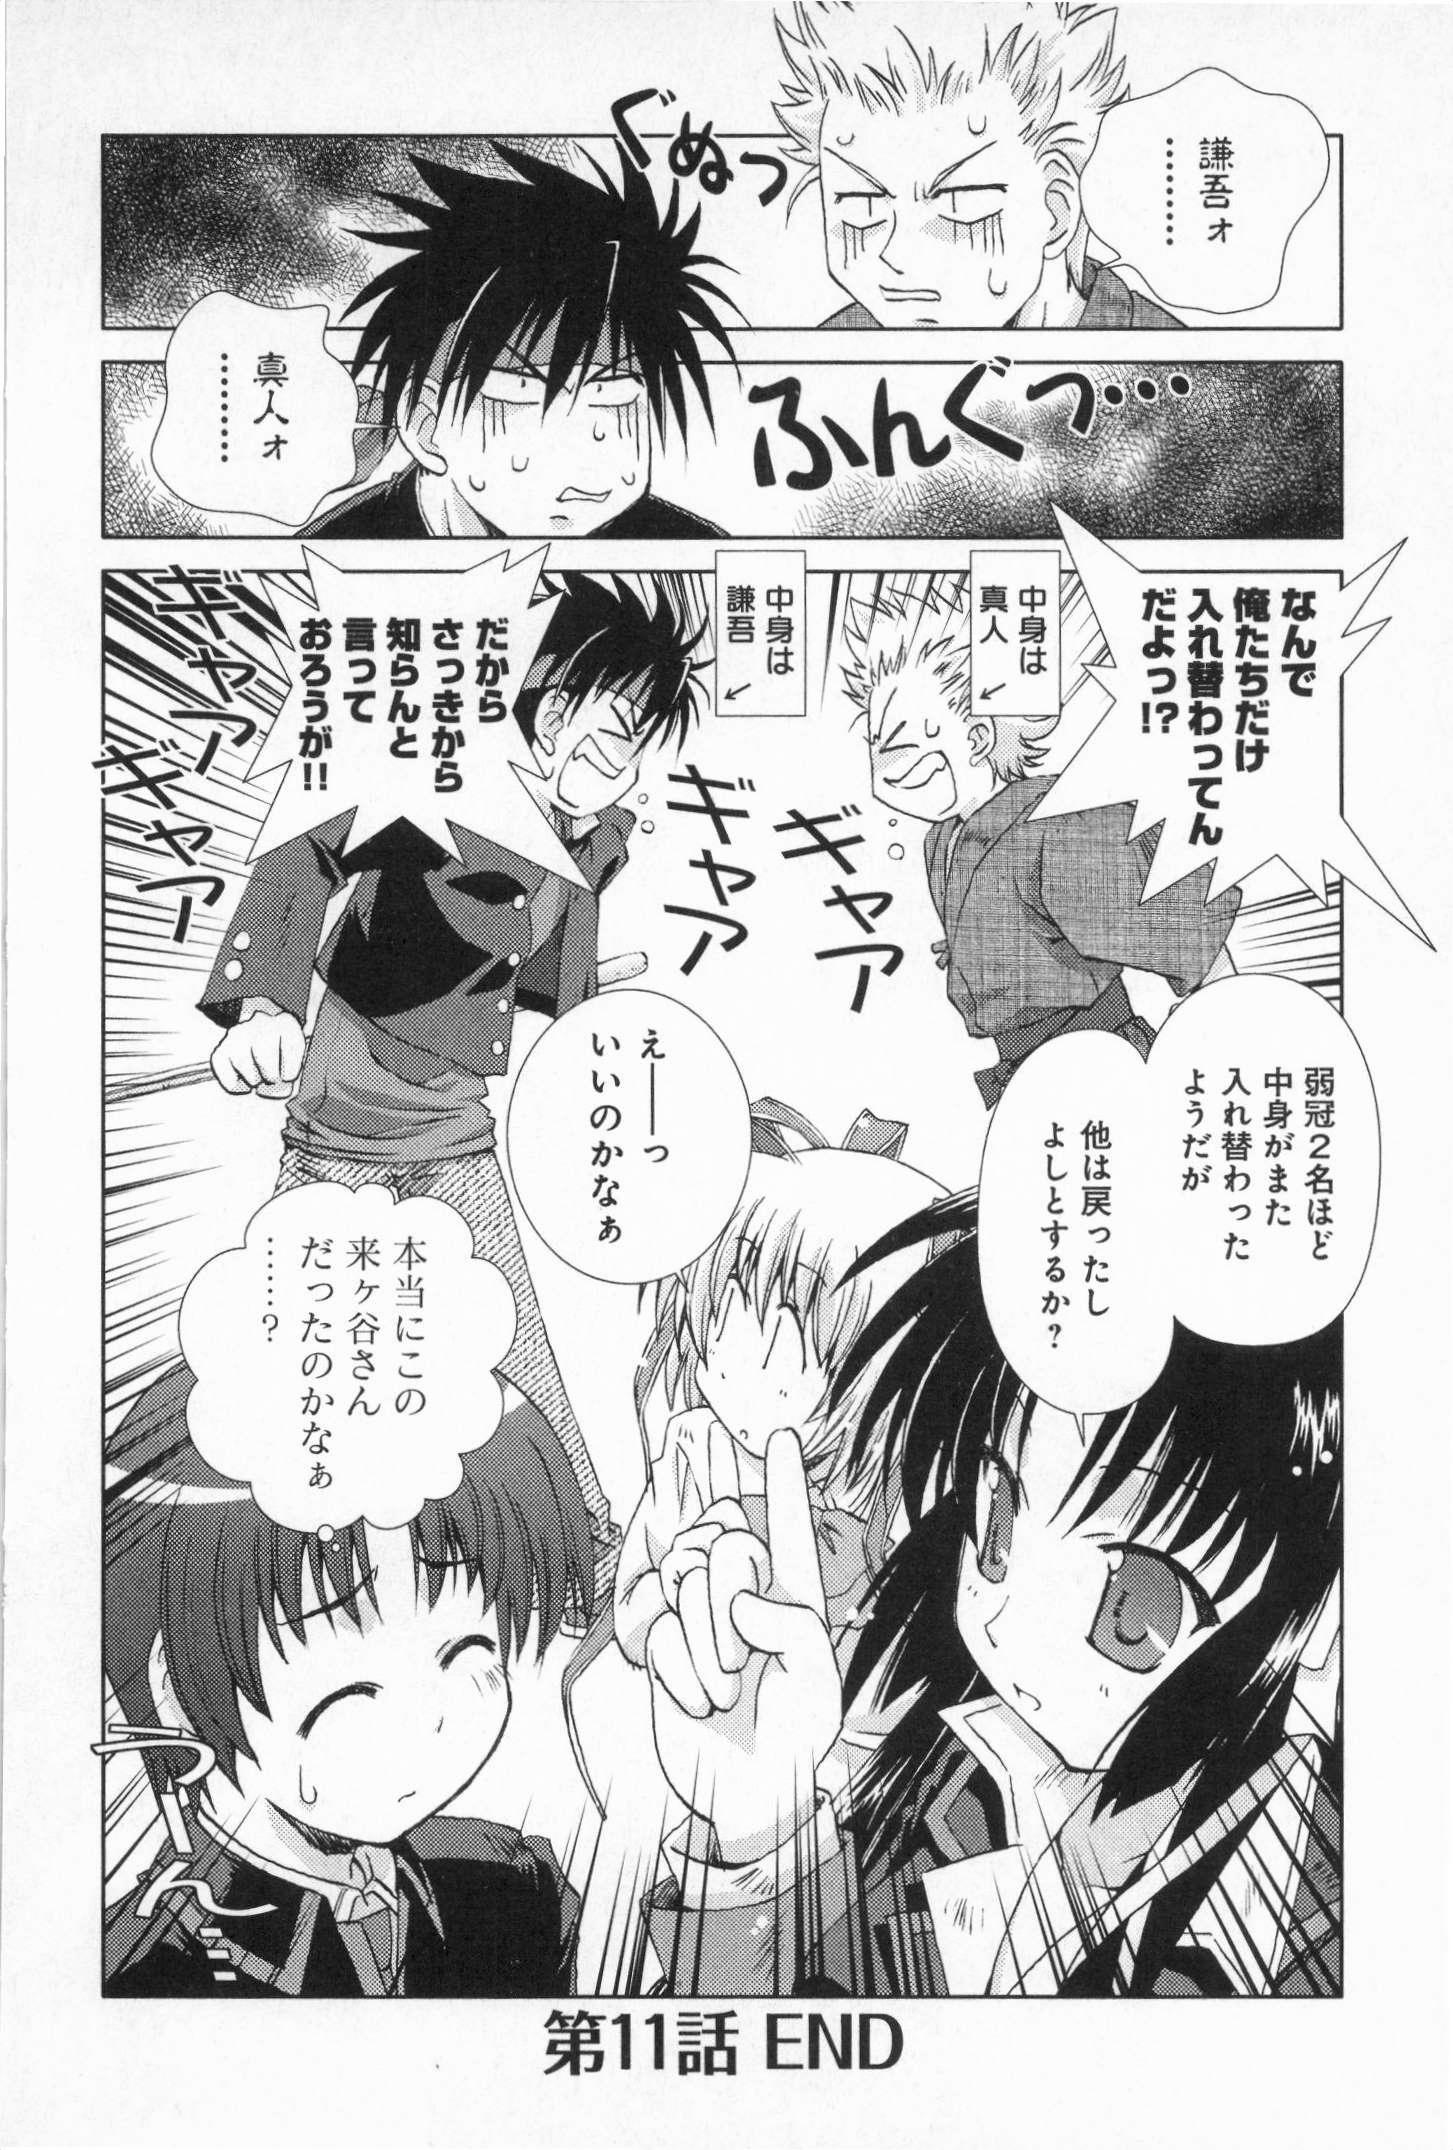 謙吾ォ
………
ぐぬっ
真人ォ
………
ふんぐっ…
なんで
俺たちだけ
入れ替わってん
だよっ!?
中身は
真人
↓
中身は
謙吾
↓
だから
さっきから
知らんと
言って
おろうが!!
ギャア
ギャア
ギャア
ギャア
弱冠2名ほど
中身がまた
入れ替わった
ようだが
他は戻ったし
よしとするか?
え――っ
いいのかなぁ
本当にこの
来ヶ谷さん
だったのかなぁ
……?
うーん…
第11話 END